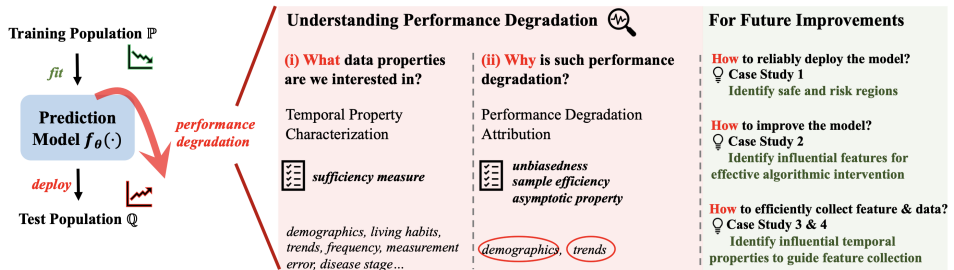 Training Population ℙ
fit
Prediction
Model f_θ(·)
performance
degradation
deploy
Test Population ℚ
Understanding Performance Degradation
(i) What data properties
are we interested in?
Temporal Property
Characterization
sufficiency measure
demographics, living habits,
trends, frequency, measurement
error, disease stage…
(ii) Why is such performance
degradation?
Performance Degradation
Attribution
unbiasedness
sample efficiency
asymptotic property
demographics, trends
For Future Improvements
How to reliably deploy the model?
Case Study 1
Identify safe and risk regions
How to improve the model?
Case Study 2
Identify influential features for
effective algorithmic intervention
How to efficiently collect feature & data?
Case Study 3 & 4
Identify influential temporal
properties to guide feature collection